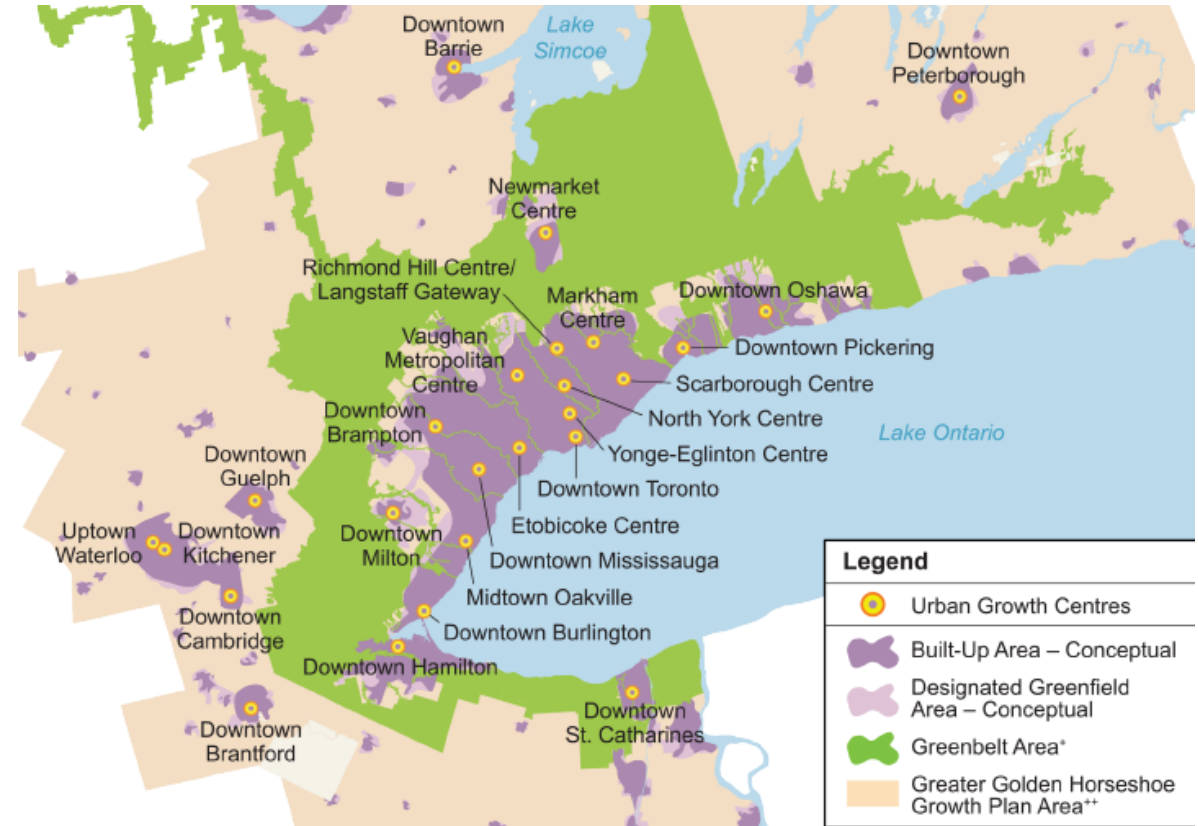 Downtown
Barrie
Lake
Simcoe
Downtown
Peterborough
Newmarket
Centre
Richmond Hill Centre/
Langstaff Gateway
Markham
Centre
Downtown Oshawa
Vaughan
Metropolitan
Centre
Downtown Pickering
Scarborough Centre
North York Centre
Downtown
Brampton
Lake Ontario
Yonge-Eglinton Centre
Downtown
Guelph
Downtown Toronto
Etobicoke Centre
Uptown
Waterloo
Downtown
Kitchener
Downtown
Milton
Downtown Mississauga
Midtown Oakville
Downtown
Cambridge
Downtown Burlington
Downtown Hamilton
Downtown
Brantford
Downtown
St. Catharines
Legend
Urban Growth Centres
Built-Up Area – Conceptual
Designated Greenfield
Area – Conceptual
Greenbelt Area*
Greater Golden Horseshoe
Growth Plan Area++